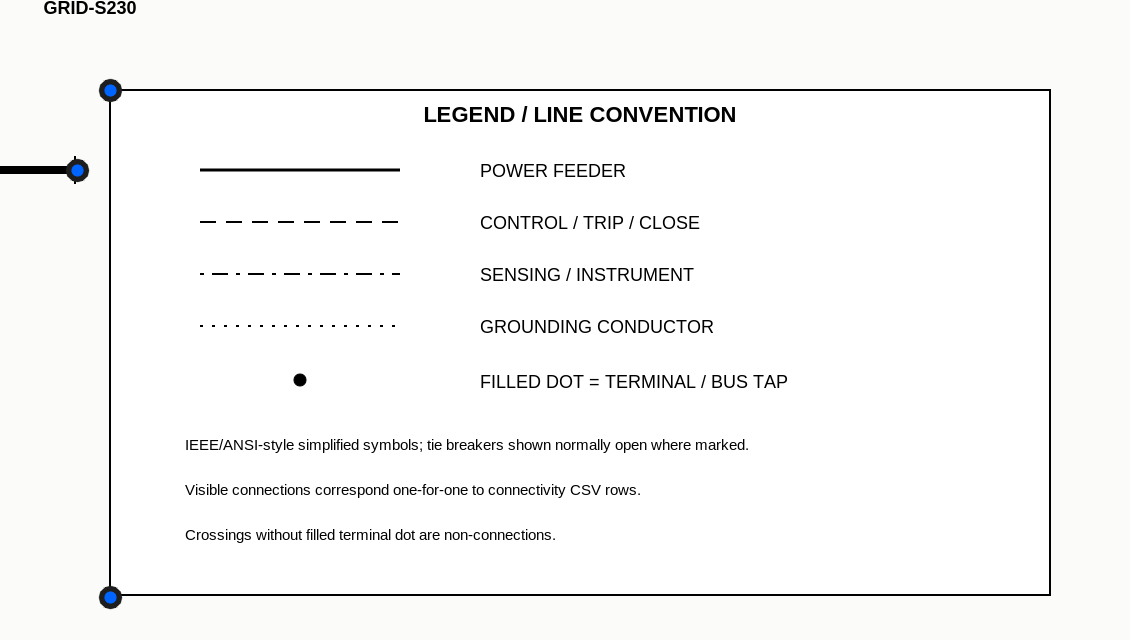 GRID-S230
LEGEND / LINE CONVENTION
POWER FEEDER
CONTROL / TRIP / CLOSE
SENSING / INSTRUMENT
GROUNDING CONDUCTOR
FILLED DOT = TERMINAL / BUS TAP
IEEE/ANSI-style simplified symbols; tie breakers shown normally open where marked.
Visible connections correspond one-for-one to connectivity CSV rows.
Crossings without filled terminal dot are non-connections.